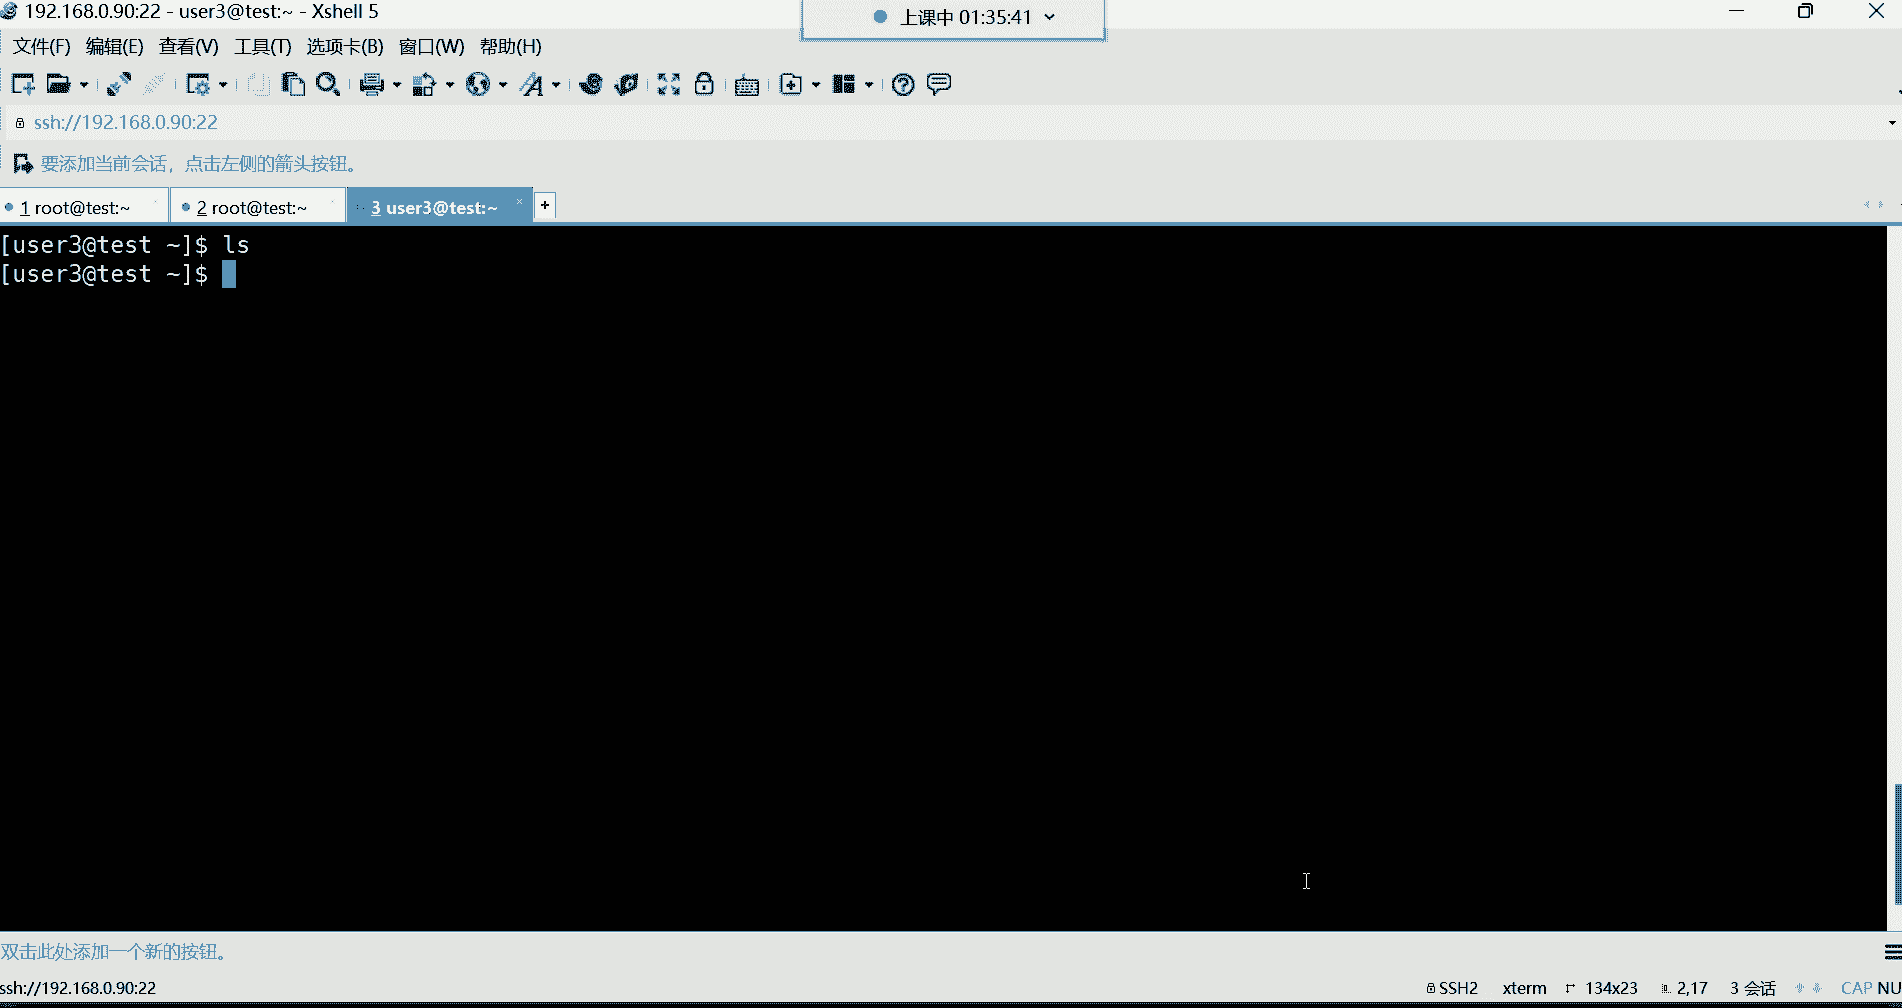 192.168.0.90:22 - user3@test:~ - Xshell 5
上课中 01:35:41
文件(F) 编辑(E) 查看(V) 工具(T) 选项卡(B) 窗口(W) 帮助(H)
ssh://192.168.0.90:22
要添加当前会话，点击左侧的箭头按钮。
1 root@test:~ 2 root@test:~ 3 user3@test:~ +
[user3@test ~]$ ls
[user3@test ~]$
双击此处添加一个新的按钮。
ssh://192.168.0.90:22 SSH2 xterm 134x23 2,17 3 会话 CAP NU